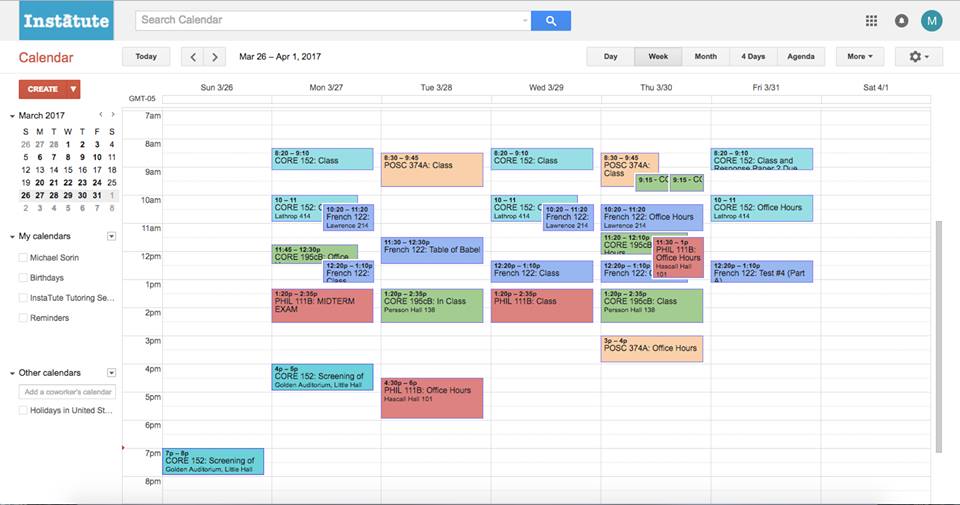 Instātute
Search Calendar
M
Calendar
Today
Mar 26 – Apr 1, 2017
Day Week Month 4 Days Agenda
More
CREATE
March 2017
S M T W T F S
26 27 28 1 2 3 4
5 6 7 8 9 10 11
12 13 14 15 16 17 18
19 20 21 22 23 24 25
26 27 28 29 30 31 1
2 3 4 5 6 7 8
My calendars
Michael Sorin
Birthdays
InstaTute Tutoring Se...
Reminders
Other calendars
Add a coworker's calendar
Holidays in United St...
GMT-05
Sun 3/26 Mon 3/27 Tue 3/28 Wed 3/29 Thu 3/30 Fri 3/31 Sat 4/1
7am
8am
9am
10am
11am
12pm
1pm
2pm
3pm
4pm
5pm
6pm
7pm
8pm
7p – 8p
CORE 152: Screening of
Golden Auditorium, Little Hall
8:20 – 9:10
CORE 152: Class
10 – 11
CORE 152: C
Lathrop 414
10:20 – 11:20
French 122:
Lawrence 214
11:45 – 12:30p
CORE 195cB: Office
12:20p – 1:10p
French 122:
Class
1:20p – 2:35p
PHIL 111B: MIDTERM
EXAM
4p – 5p
CORE 152: Screening of
Golden Auditorium, Little Hall
8:30 – 9:45
POSC 374A: Class
11:30 – 12:30p
French 122: Table of Babel
1:20p – 2:35p
CORE 195cB: In Class
Persson Hall 138
4:30p – 6p
PHIL 111B: Office Hours
Hascall Hall 101
8:20 – 9:10
CORE 152: Class
10 – 11
CORE 152: C
Lathrop 414
10:20 – 11:20
French 122:
Lawrence 214
12:20p – 1:10p
French 122: Class
1:20p – 2:35p
PHIL 111B: Class
8:30 – 9:45
POSC 374A:
Class
9:15 - CC
9:15 - CC
10:20 – 11:20
French 122: Office Hours
Lawrence 214
11:20 – 12:10p
CORE 195cB:
Hours
11:30 – 1p
PHIL 111B:
Office Hours
Hascall Hall
101
12:20p – 1:10p
French 122: C
1:20p – 2:35p
CORE 195cB: Class
Persson Hall 138
3p – 4p
POSC 374A: Office Hours
8:20 – 9:10
CORE 152: Class and
Response Paper 2 Due
10 – 11
CORE 152: Office Hours
Lathrop 414
12:20p – 1:10p
French 122: Test #4 (Part
A)